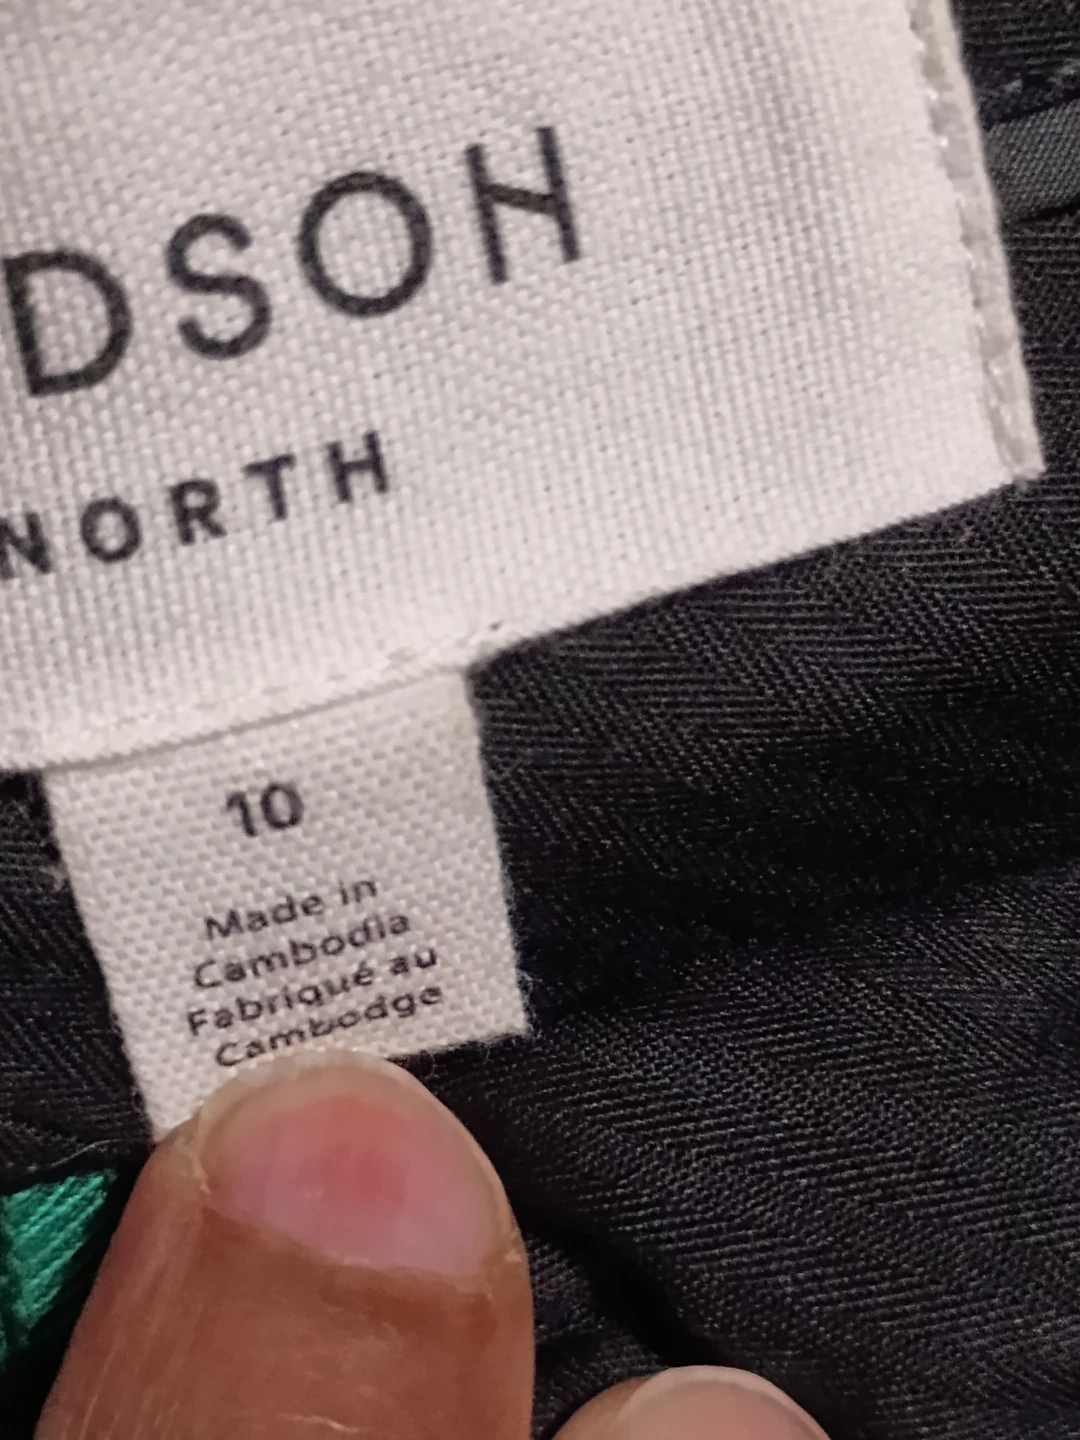 DSON
NORTH
10
Made in
Cambodia
Fabriqué au
Cambodge